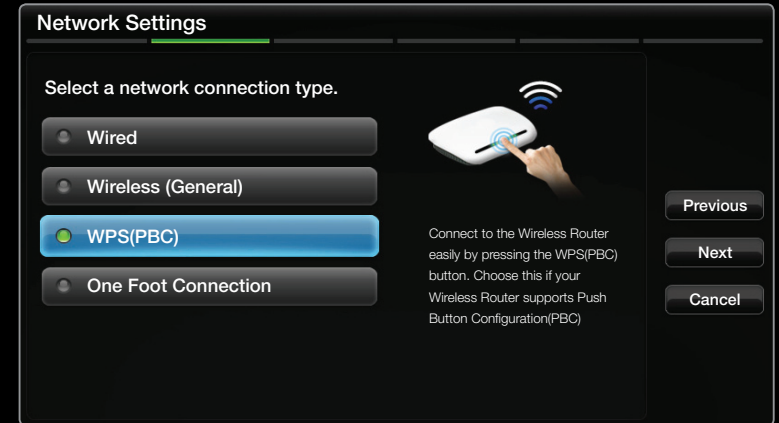 Network Settings
Select a network connection type.
Wired
Wireless (General)
WPS(PBC)
One Foot Connection
Connect to the Wireless Router
easily by pressing the WPS(PBC)
button. Choose this if your
Wireless Router supports Push
Button Configuration(PBC)
Previous
Next
Cancel